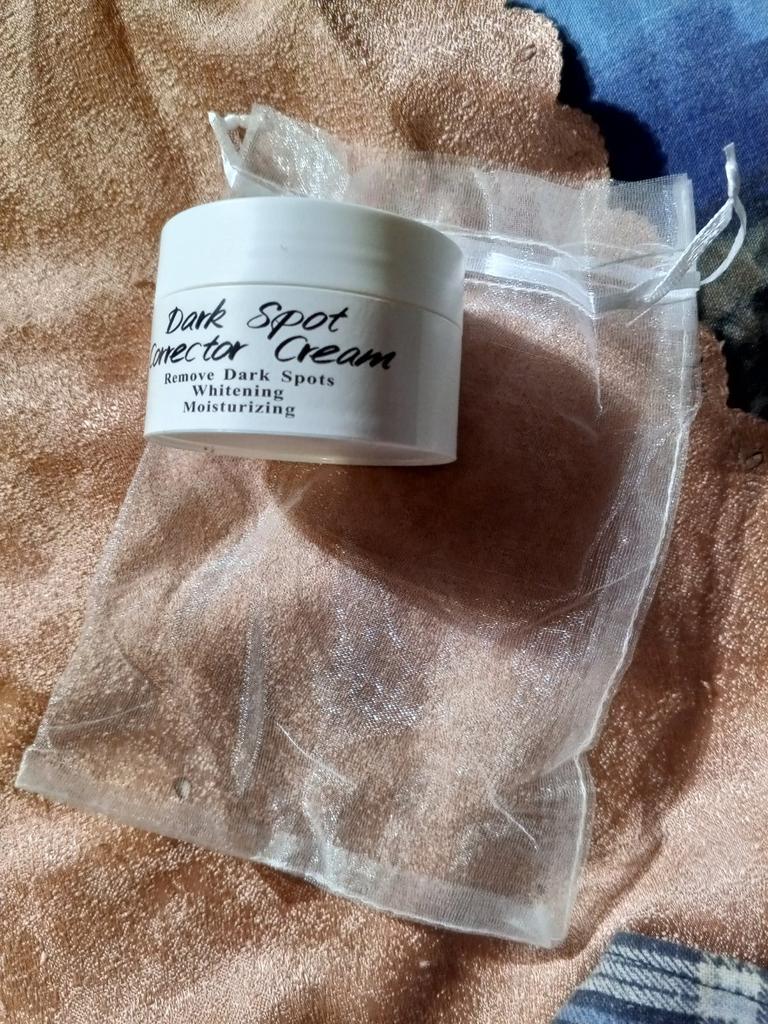 Dark Spot
Corrector Cream
Remove Dark Spots
Whitening
Moisturizing